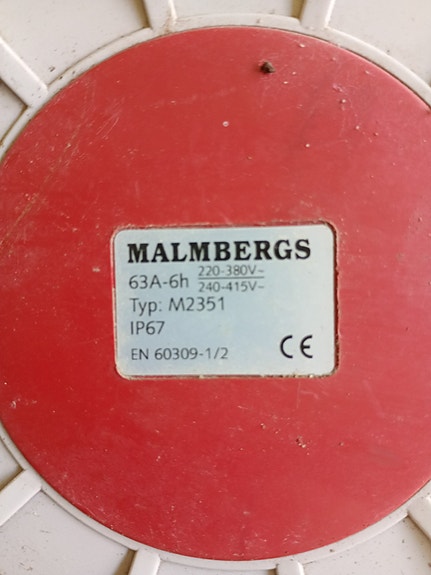 MALMBERGS
63A-6h 220-380V~
240-415V~
Typ: M2351
IP67
EN 60309-1/2 CE